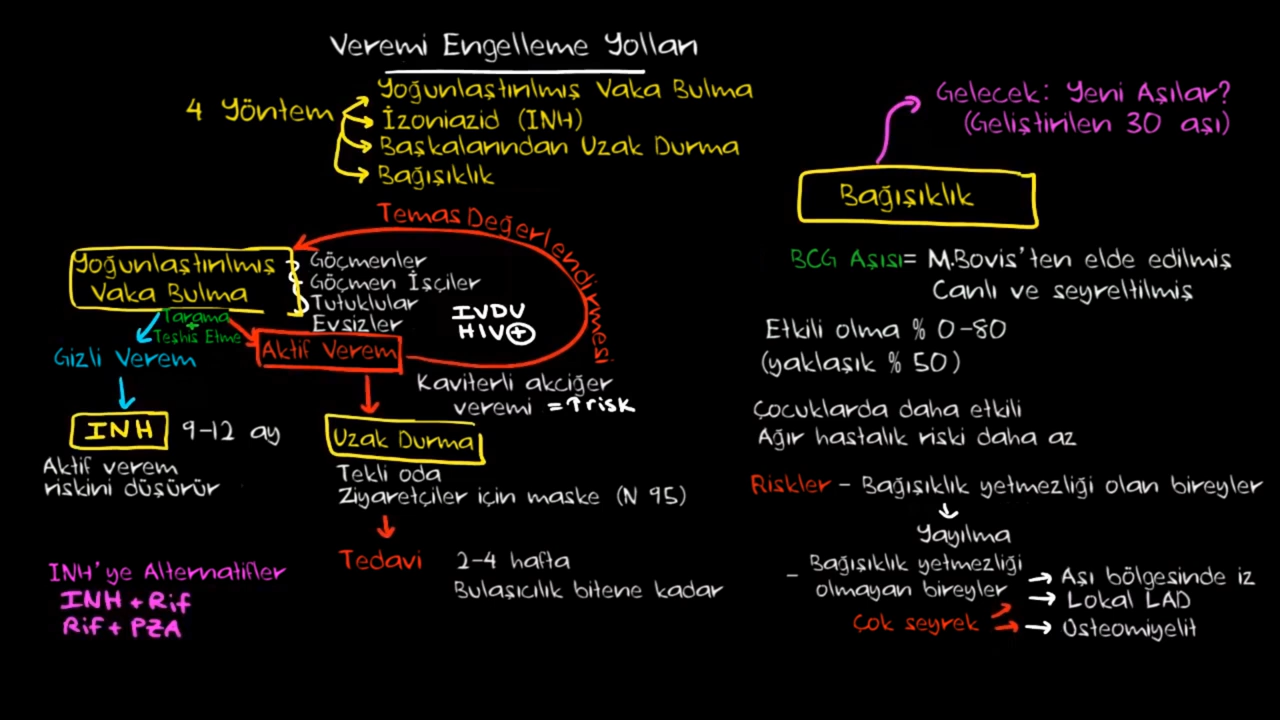 Veremi Engelleme Yolları
4 Yöntem
Yoğunlaştırılmış Vaka Bulma
İzoniazid (INH)
Başkalarından Uzak Durma
Bağışıklık
Temas Değerlendirmesi
Yoğunlaştırılmış
Vaka Bulma
Göçmenler
Göçmen İşçiler
Tutuklular
Evsizler
IVDU
HIV+
Tarama
+
Teshis Etme
Gizli Verem
Aktif Verem
Kaviterli akciğer
veremi = ↑risk
INH 9-12 ay
Aktif verem
riskini düşürür
Uzak Durma
Tekli oda
Ziyaretçiler için maske (N 95)
Tedavi 2-4 hafta
Bulaşıcılık bitene kadar
INH'ye Alternatifler
INH + Rif
Rif + PZA
Gelecek: Yeni Aşılar?
(Geliştirilen 30 aşı)
Bağışıklık
BCG Aşısı = M.Bovis'ten elde edilmiş
Canlı ve seyreltilmiş
Etkili olma % 0-80
(yaklaşık % 50)
Çocuklarda daha etkili
Ağır hastalık riski daha az
Riskler - Bağışıklık yetmezliği olan bireyler
Yayılma
- Bağışıklık yetmezliği
olmayan bireyler
→ Aşı bölgesinde iz
→ Lokal LAD
Çok seyrek → Osteomiyelit